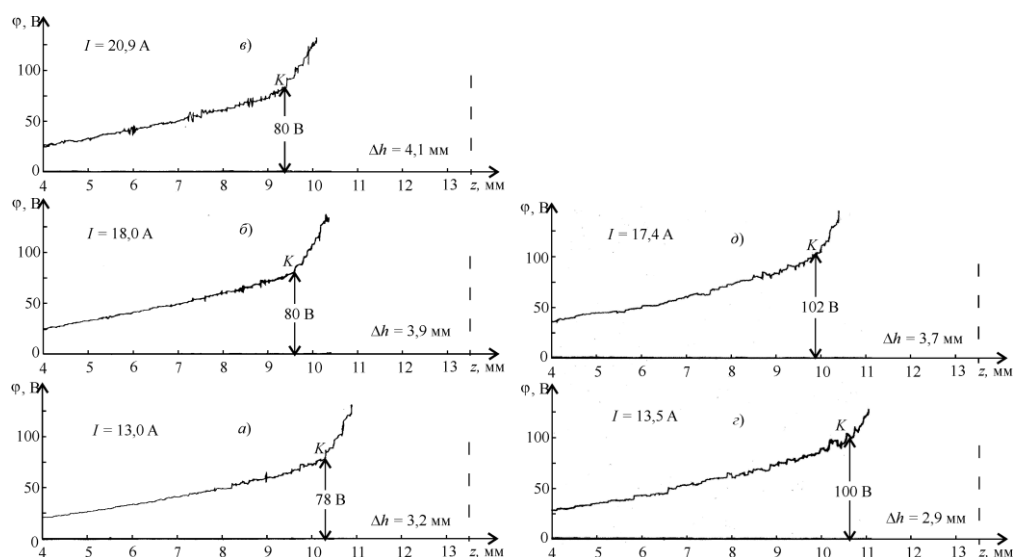 φ, В
I = 20,9 А
в)
100
50
0
K
80 В
Δh = 4,1 мм
4 5 6 7 8 9 10 11 12 13 z, мм
φ, В
I = 18,0 А
б)
100
50
0
K
80 В
Δh = 3,9 мм
4 5 6 7 8 9 10 11 12 13 z, мм
φ, В
I = 13,0 А
а)
100
50
0
K
78 В
Δh = 3,2 мм
4 5 6 7 8 9 10 11 12 13 z, мм
φ, В
I = 17,4 А
д)
100
50
0
K
102 В
Δh = 3,7 мм
4 5 6 7 8 9 10 11 12 13 z, мм
φ, В
I = 13,5 А
г)
100
50
0
K
100 В
Δh = 2,9 мм
4 5 6 7 8 9 10 11 12 13 z, мм